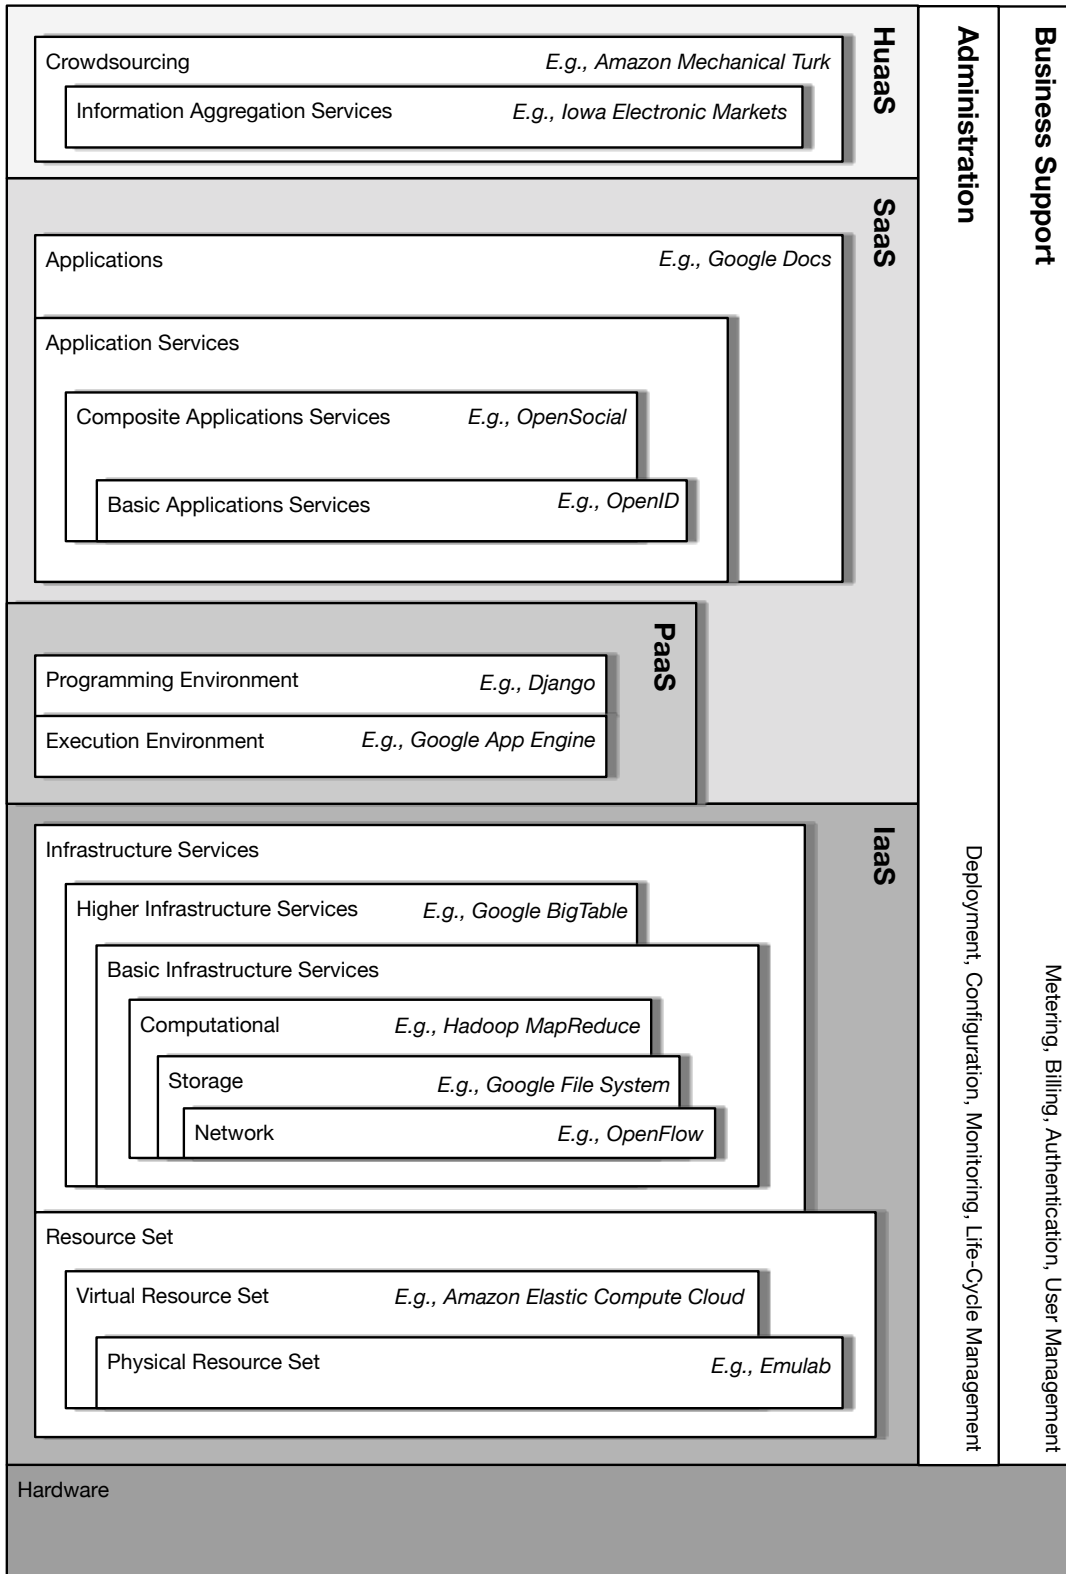 HuaaS
Crowdsourcing E.g., Amazon Mechanical Turk
Information Aggregation Services E.g., Iowa Electronic Markets
SaaS
Applications E.g., Google Docs
Application Services
Composite Applications Services E.g., OpenSocial
Basic Applications Services E.g., OpenID
PaaS
Programming Environment E.g., Django
Execution Environment E.g., Google App Engine
IaaS
Infrastructure Services
Higher Infrastructure Services E.g., Google BigTable
Basic Infrastructure Services
Computational E.g., Hadoop MapReduce
Storage E.g., Google File System
Network E.g., OpenFlow
Resource Set
Virtual Resource Set E.g., Amazon Elastic Compute Cloud
Physical Resource Set E.g., Emulab
Hardware
Administration
Deployment, Configuration, Monitoring, Life-Cycle Management
Business Support
Metering, Billing, Authentication, User Management